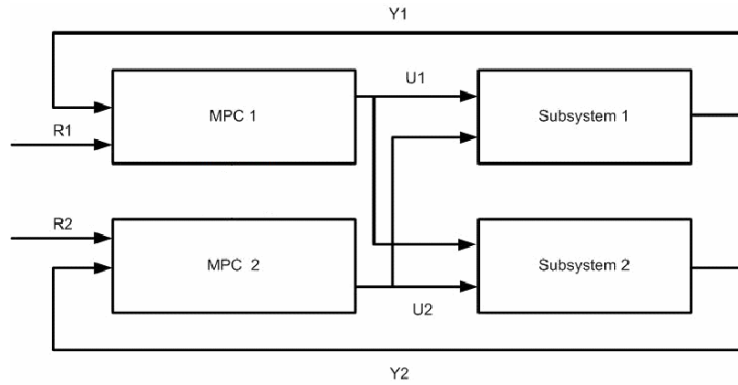 Y1
U1
MPC 1
Subsystem 1
R1
R2
MPC 2
Subsystem 2
U2
Y2